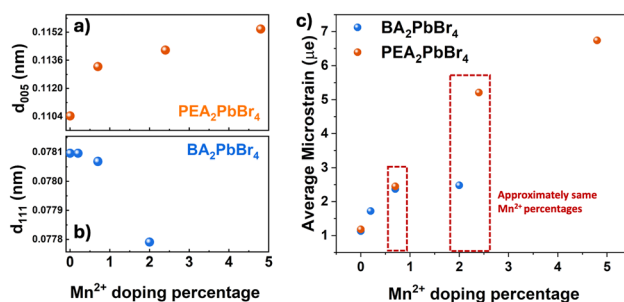 a)
d005 (nm)
0.1152
0.1136
0.1120
0.1104
PEA2PbBr4
BA2PbBr4
d111 (nm)
0.0781
0.0780
0.0779
0.0778
b)
0 1 2 3 4 5
Mn2+ doping percentage
c)
BA2PbBr4
PEA2PbBr4
Average Microstrain (με)
7
6
5
4
3
2
1
Approximately same
Mn2+ percentages
0 1 2 3 4 5
Mn2+ doping percentage